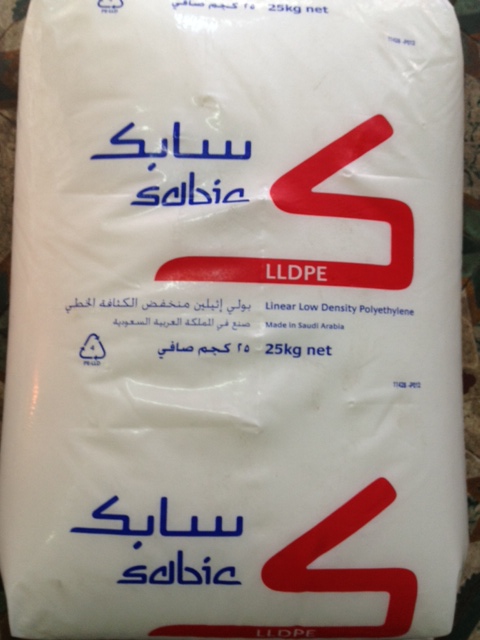 ٢٥ كجم صافي 25kg net
سابك
sabic
LLDPE
بولي إثيلين منخفض الكثافه الخطي Linear Low Density Polyethylene
صنع في المملكة العربية السعودية Made in Saudi Arabia
٢٥ كجم صافي 25kg net
سابك
sabic
LLDPE